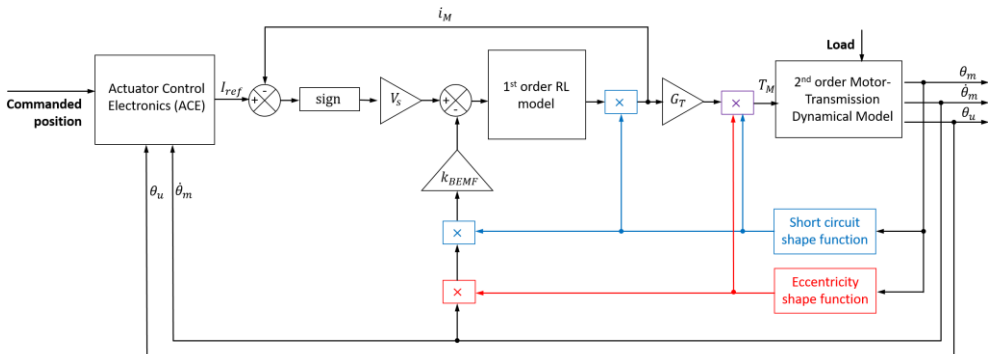 i_M
Load
Commanded
position
Actuator Control
Electronics (ACE)
I_ref
+
-
sign
V_s
+
-
1st order RL
model
×
G_T
×
T_M
2nd order Motor-
Transmission
Dynamical Model
θ_m
θ̇_m
θ_u
k_BEMF
θ_u
θ̇_m
×
Short circuit
shape function
×
Eccentricity
shape function